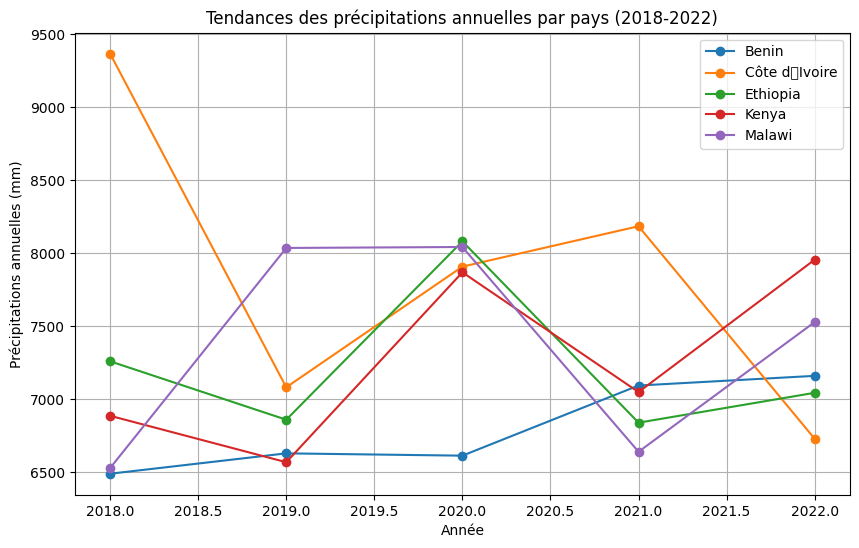 Tendances des précipitations annuelles par pays (2018-2022)
Précipitations annuelles (mm)
9500
9000
8500
8000
7500
7000
6500
Benin
Côte d▯Ivoire
Ethiopia
Kenya
Malawi
2018.0 2018.5 2019.0 2019.5 2020.0 2020.5 2021.0 2021.5 2022.0
Année